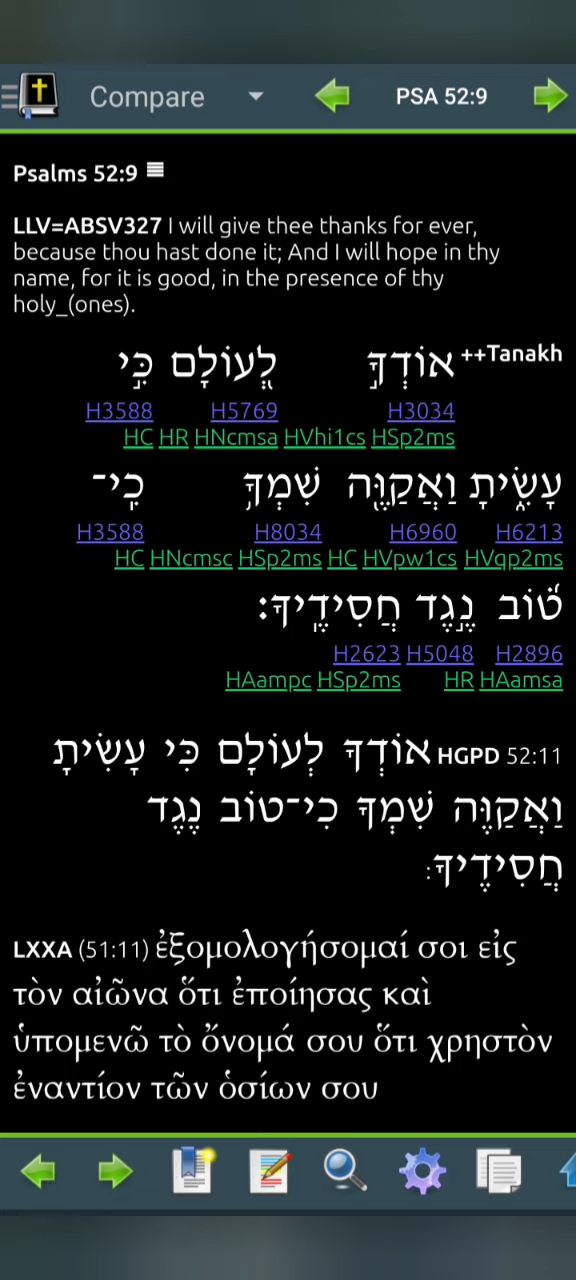 Compare
PSA 52:9
Psalms 52:9
LLV=ABSV327 I will give thee thanks for ever,
because thou hast done it; And I will hope in thy
name, for it is good, in the presence of thy
holy_(ones).
++Tanakh אוֹדְךָ֣ לְ֭עוֹלָם כִּ֣י
H3034 H5769 H3588
HC HR HNcmsa HVhi1cs HSp2ms
עָשִׂ֑יתָ וַאֲקַוֶּ֖ה שִׁמְךָ֥ כִֽי־
H6213 H6960 H8034 H3588
HC HNcmsc HSp2ms HC HVpw1cs HVqp2ms
ט֝֗וֹב נֶ֣גֶד חֲסִידֶֽיךָ׃
H2896 H5048 H2623
HAampc HSp2ms HR HAamsa
HGPD 52:11 אוֹדְךָ לְעוֹלָם כִּי עָשִׂיתָ
וַאֲקַוֶּה שִׁמְךָ כִי־טוֹב נֶגֶד
חֲסִידֶיךָ׃
LXXA (51:11) ἐξομολογήσομαί σοι εἰς
τὸν αἰῶνα ὅτι ἐποίησας καὶ
ὑπομενῶ τὸ ὄνομά σου ὅτι χρηστὸν
ἐναντίον τῶν ὁσίων σου